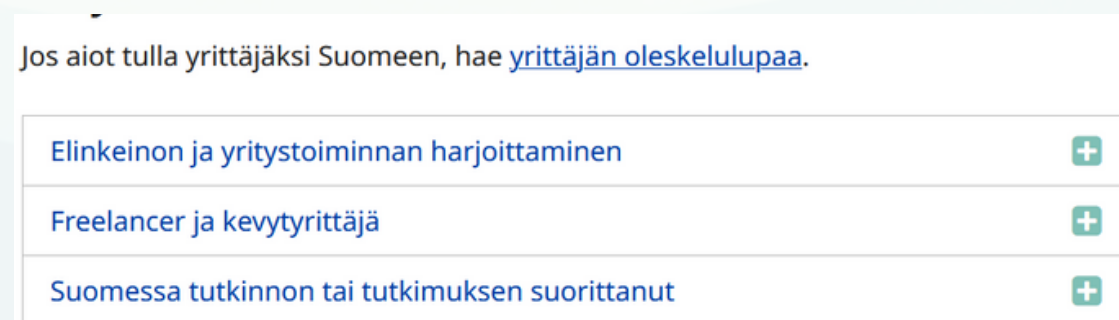 Jos aiot tulla yrittäjäksi Suomeen, hae yrittäjän oleskelulupaa.
Elinkeinon ja yritystoiminnan harjoittaminen
Freelancer ja kevytyrittäjä
Suomessa tutkinnon tai tutkimuksen suorittanut